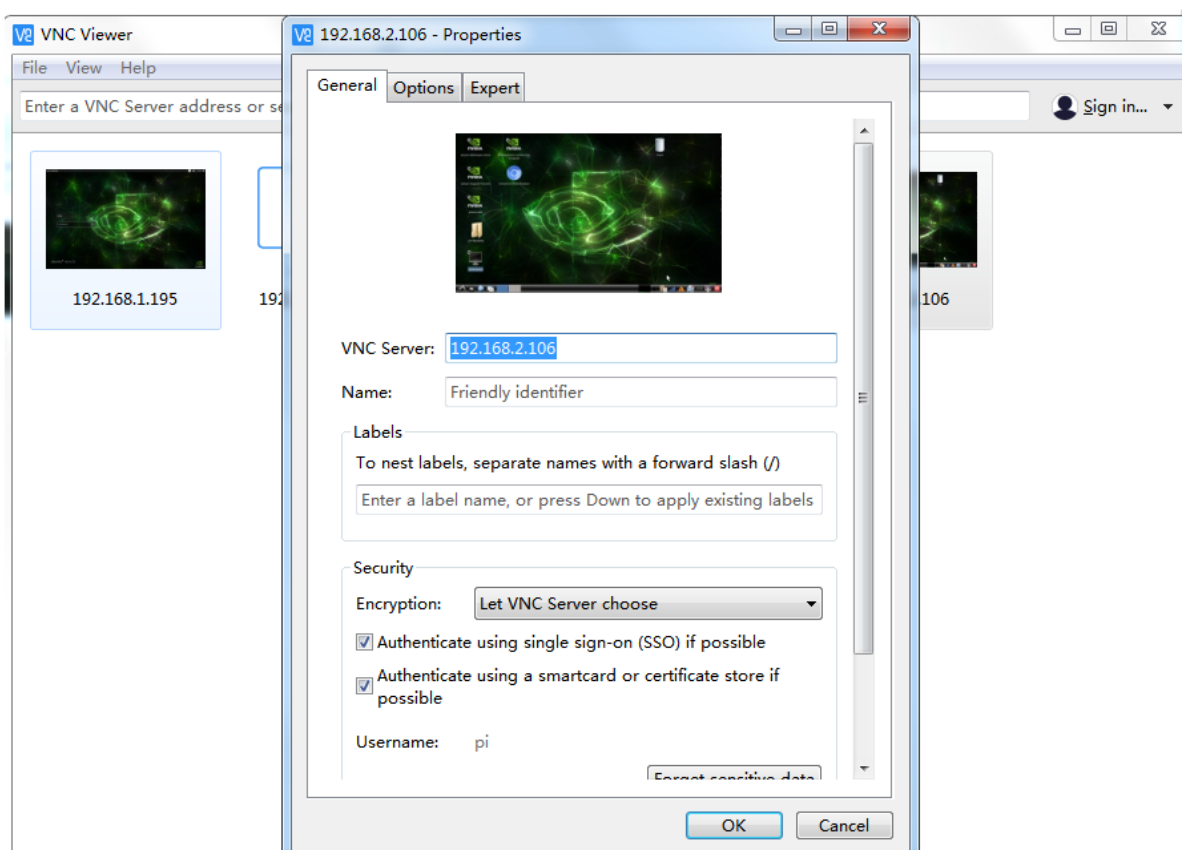 VNC Viewer
192.168.2.106 - Properties
File View Help
General Options Expert
Enter a VNC Server address or se
Sign in...
192.168.1.195
192
106
VNC Server: 192.168.2.106
Name: Friendly identifier
Labels
To nest labels, separate names with a forward slash (/)
Enter a label name, or press Down to apply existing labels
Security
Encryption: Let VNC Server choose
Authenticate using single sign-on (SSO) if possible
Authenticate using a smartcard or certificate store if
possible
Username: pi
Forget sensitive data
OK Cancel